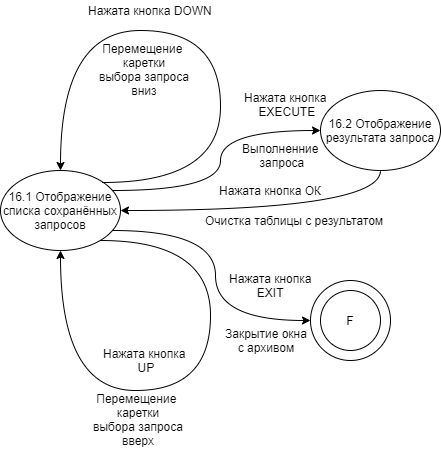 Нажата кнопка DOWN
Перемещение
каретки
выбора запроса
вниз
Нажата кнопка
EXECUTE
16.2 Отображение
результата запроса
Выполненние
запроса
16.1 Отображение
списка сохранённых
запросов
Нажата кнопка ОК
Очистка таблицы с результатом
Нажата кнопка
EXIT
F
Закрытие окна
с архивом
Нажата кнопка
UP
Перемещение
каретки
выбора запроса
вверх